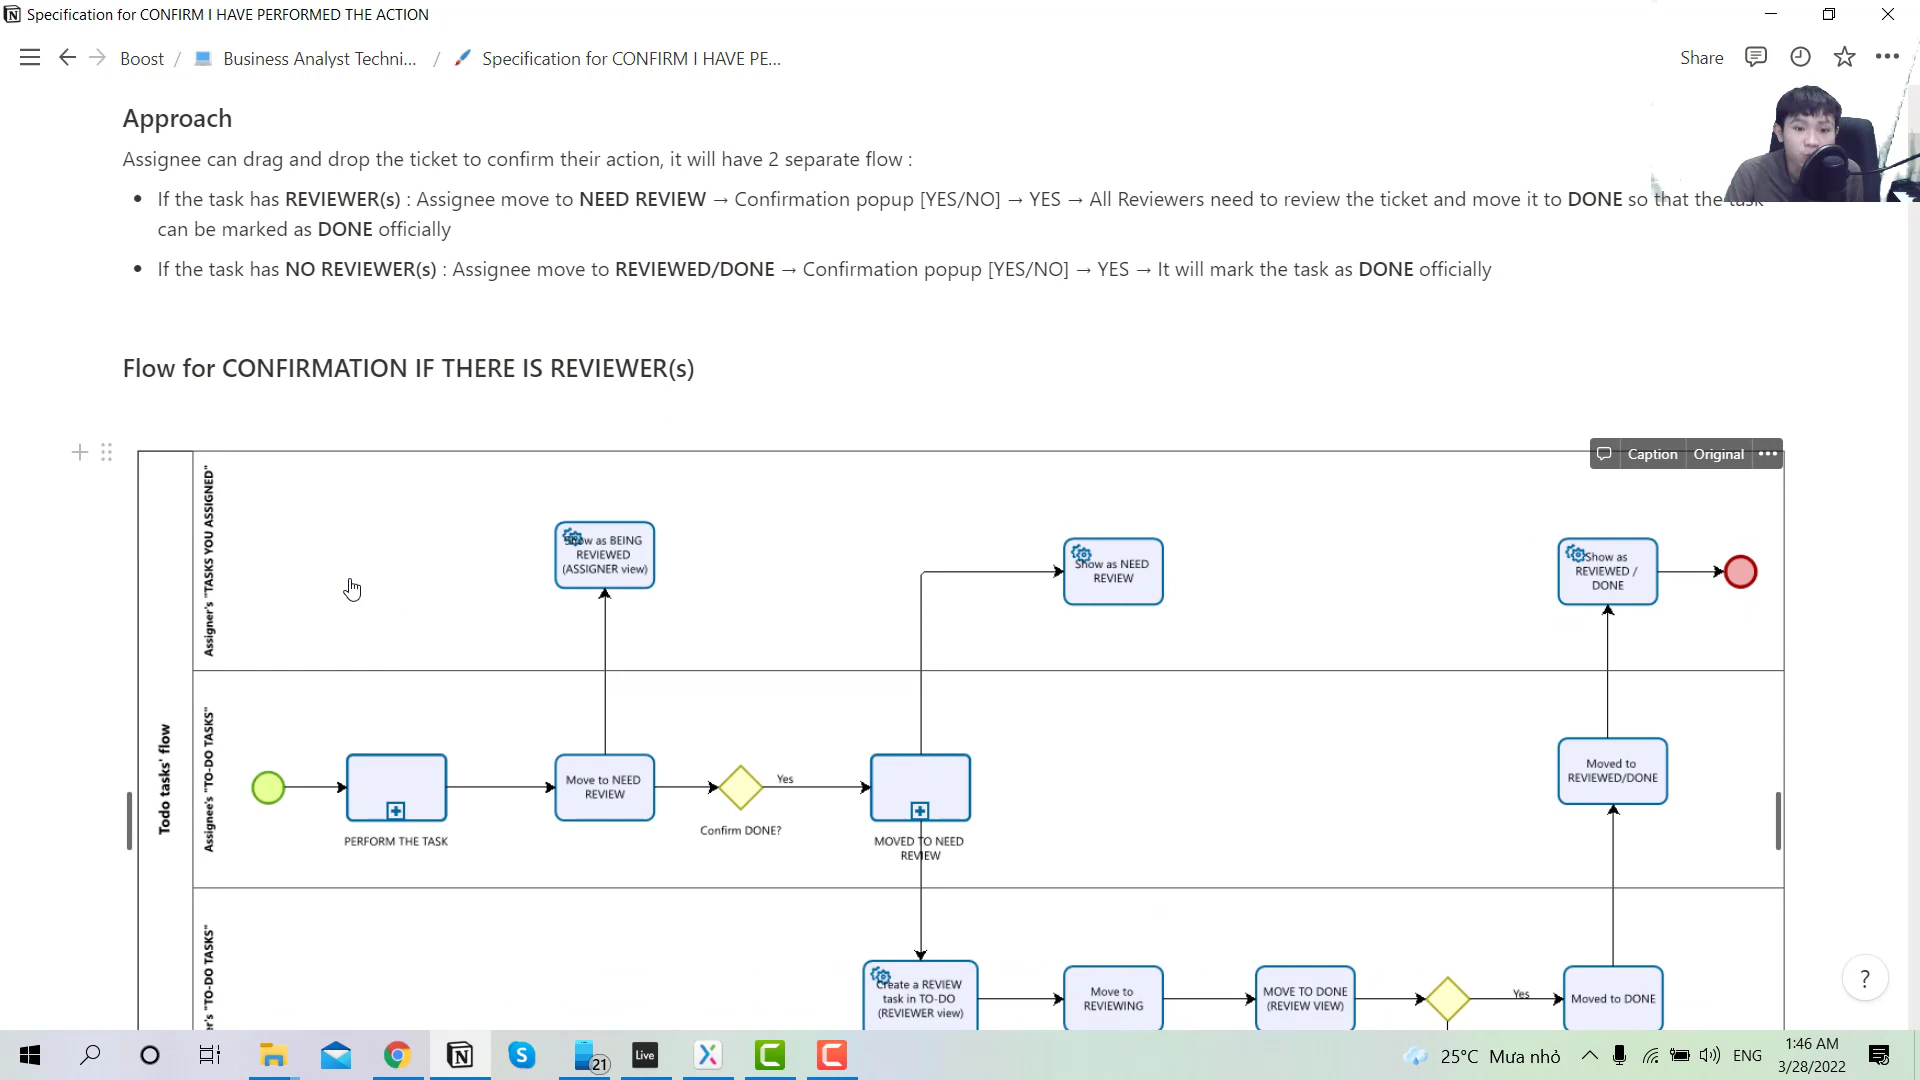 Specification for CONFIRM I HAVE PERFORMED THE ACTION
Boost / Business Analyst Techni... / Specification for CONFIRM I HAVE PE...
Share
Approach
Assignee can drag and drop the ticket to confirm their action, it will have 2 separate flow :
• If the task has REVIEWER(s) : Assignee move to NEED REVIEW → Confirmation popup [YES/NO] → YES → All Reviewers need to review the ticket and move it to DONE so that the task
can be marked as DONE officially
• If the task has NO REVIEWER(s) : Assignee move to REVIEWED/DONE → Confirmation popup [YES/NO] → YES → It will mark the task as DONE officially
Flow for CONFIRMATION IF THERE IS REVIEWER(s)
Caption
Original
Todo tasks' flow
Assigner's "TASKS YOU ASSIGNED"
Show as BEING
REVIEWED
(ASSIGNER view)
Show as NEED
REVIEW
Show as
REVIEWED /
DONE
Assignee's "TO-DO TASKS"
PERFORM THE TASK
Move to NEED
REVIEW
Confirm DONE?
Yes
MOVED TO NEED
REVIEW
Moved to
REVIEWED/DONE
"TO-DO TASKS"
Create a REVIEW
task in TO-DO
(REVIEWER view)
Move to
REVIEWING
MOVE TO DONE
(REVIEW VIEW)
Yes
Moved to DONE
?
21
Live
25°C Mưa nhỏ
ENG
1:46 AM
3/28/2022